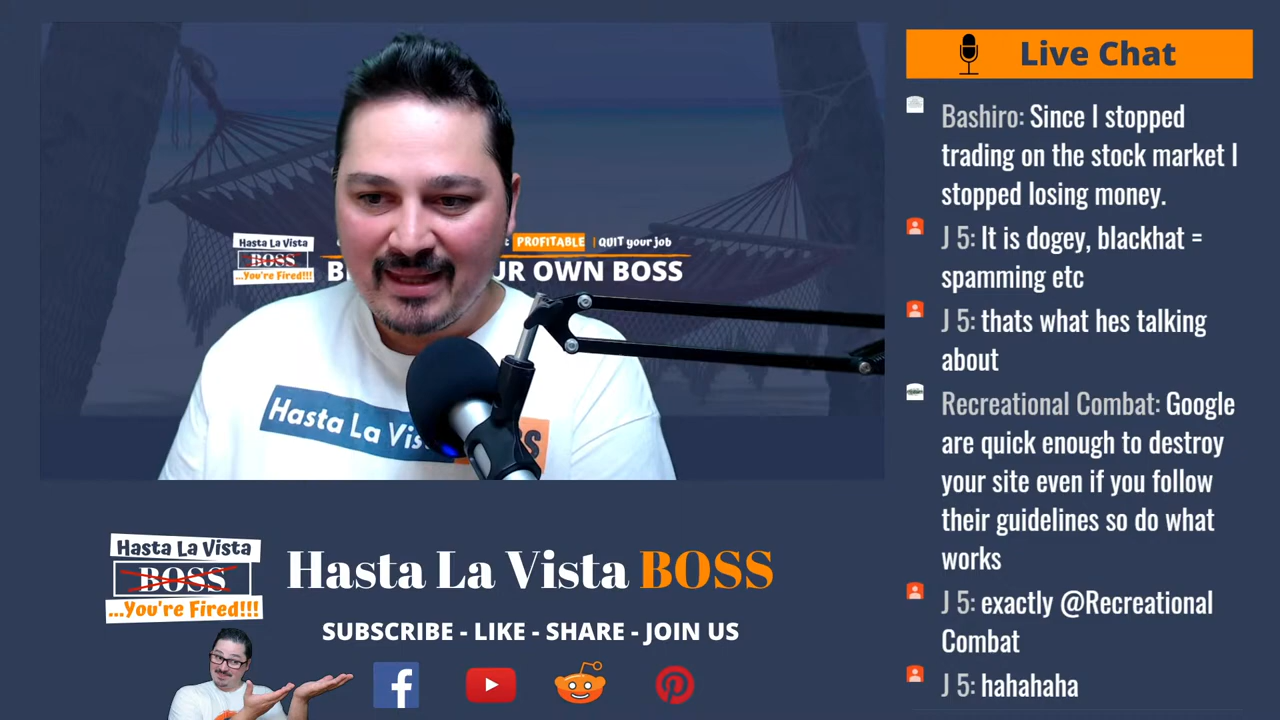 Live Chat
Bashiro: Since I stopped
trading on the stock market I
stopped losing money.
J 5: It is dogey, blackhat =
spamming etc
J 5: thats what hes talking
about
Recreational Combat: Google
are quick enough to destroy
your site even if you follow
their guidelines so do what
works
J 5: exactly @Recreational
Combat
J 5: hahahaha
Hasta La Vista
BOSS
...You're Fired!!!
PROFITABLE | QUIT your job
OWN BOSS
Hasta La
Hasta La Vista
BOSS
...You're Fired!!!
Hasta La Vista BOSS
SUBSCRIBE - LIKE - SHARE - JOIN US